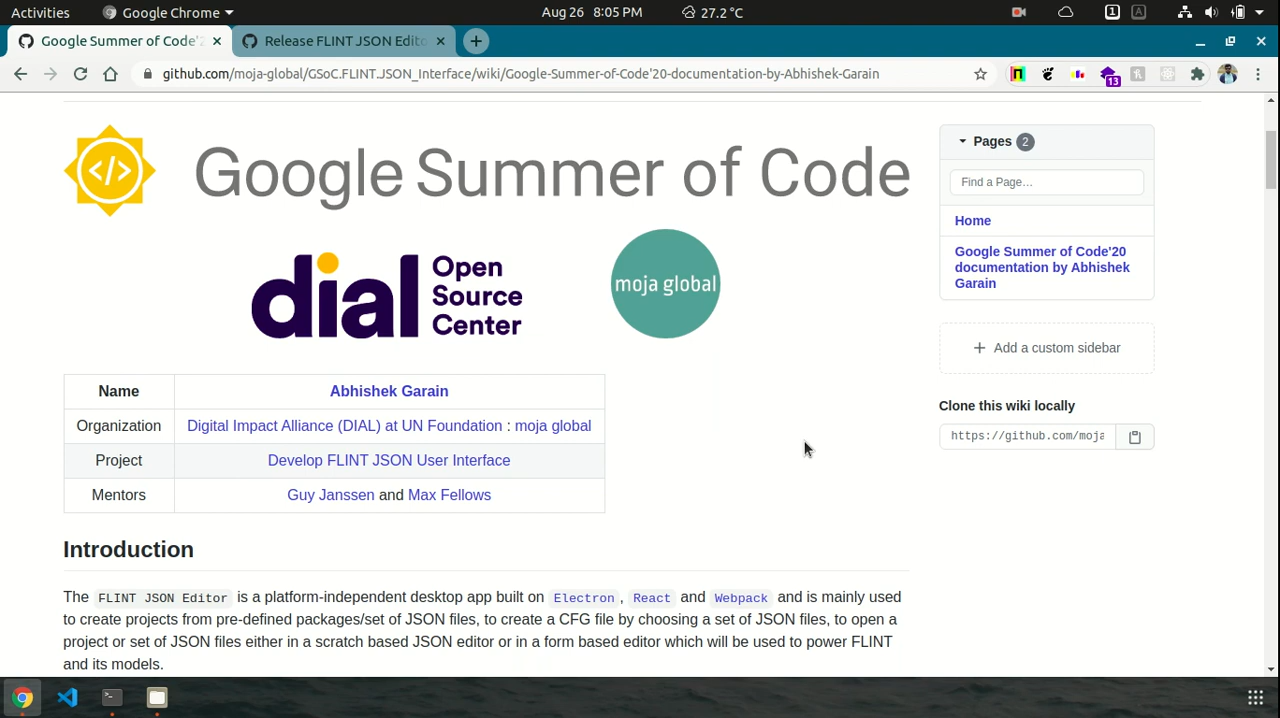 Activities
Google Chrome
Aug 26 8:05 PM
27.2 °C
1
A
Google Summer of Code'2
Release FLINT JSON Edito
github.com/moja-global/GSoC.FLINT.JSON_Interface/wiki/Google-Summer-of-Code'20-documentation-by-Abhishek-Garain
13
Google Summer of Code
dial Open
Source
Center
moja global
Name Abhishek Garain
Organization Digital Impact Alliance (DIAL) at UN Foundation : moja global
Project Develop FLINT JSON User Interface
Mentors Guy Janssen and Max Fellows
Introduction
The FLINT JSON Editor is a platform-independent desktop app built on Electron, React and Webpack and is mainly used
to create projects from pre-defined packages/set of JSON files, to create a CFG file by choosing a set of JSON files, to open a
project or set of JSON files either in a scratch based JSON editor or in a form based editor which will be used to power FLINT
and its models.
Pages 2
Find a Page…
Home
Google Summer of Code'20
documentation by Abhishek
Garain
+ Add a custom sidebar
Clone this wiki locally
https://github.com/moja